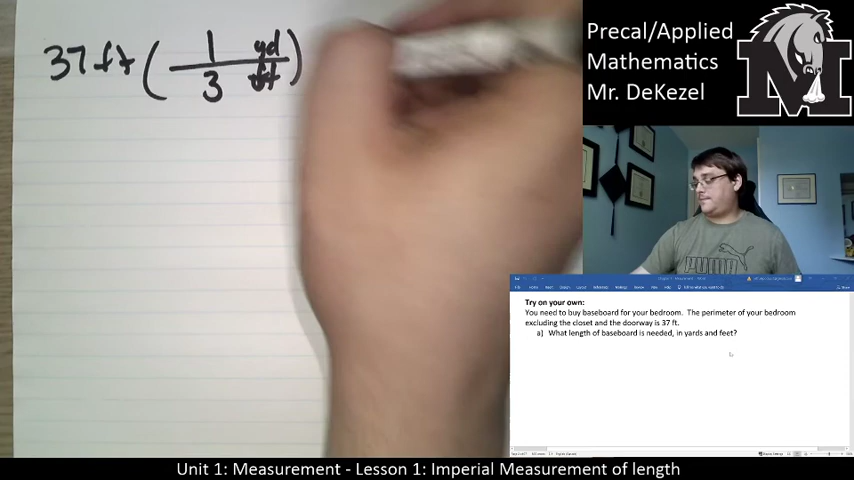 37 ft ( 1 yd / 3 ft )
Precal/Applied
Mathematics
Mr. DeKezel
M
PUMA
Try on your own:
You need to buy baseboard for your bedroom. The perimeter of your bedroom
excluding the closet and the doorway is 37 ft.
a) What length of baseboard is needed, in yards and feet?
Unit 1: Measurement - Lesson 1: Imperial Measurement of length